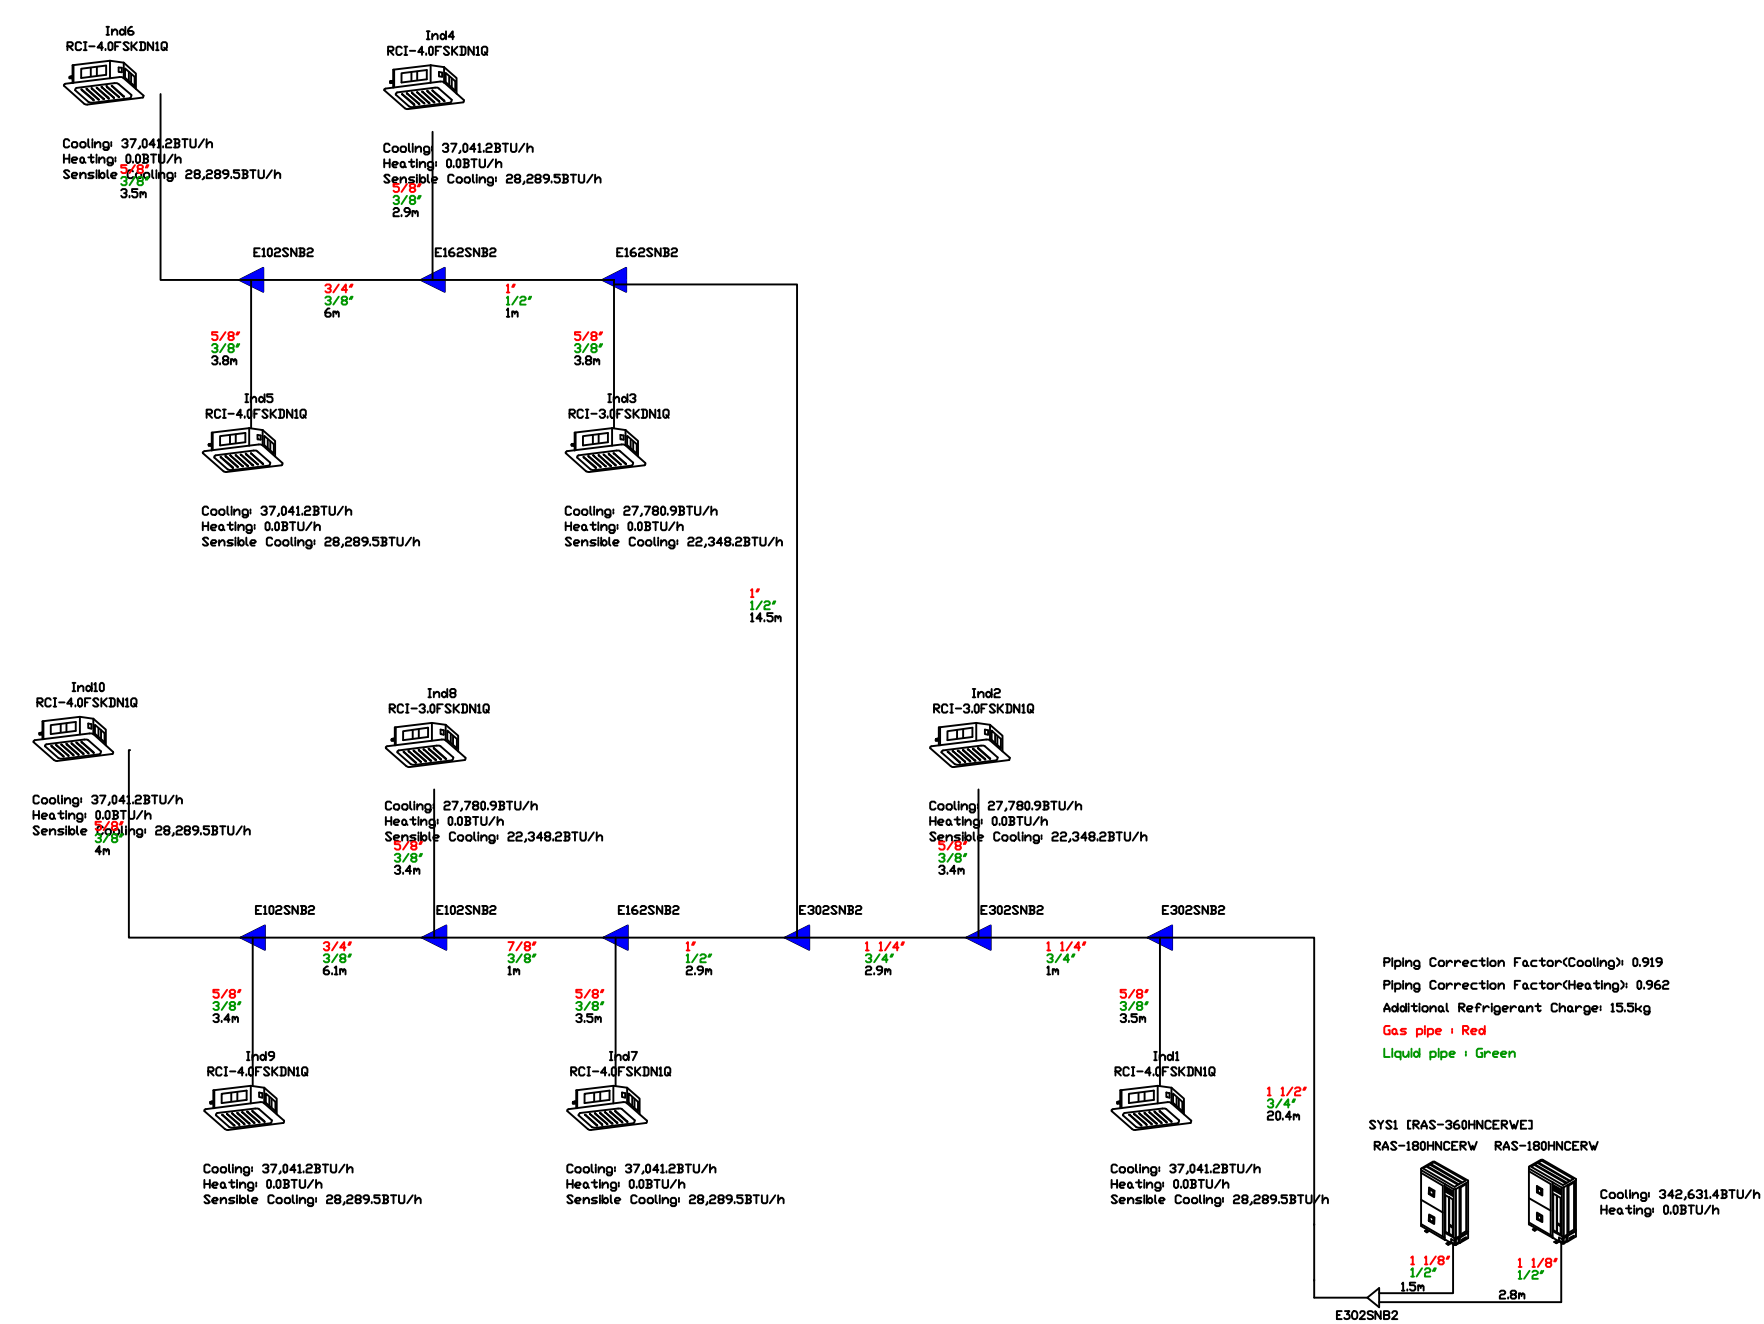 Ind6
RCI-4.0FSKDN1Q
Cooling: 37,041.2BTU/h
Heating: 0.0BTU/h
Sensible Cooling: 28,289.5BTU/h
5/8"
3/8"
3.5m
Ind4
RCI-4.0FSKDN1Q
Cooling: 37,041.2BTU/h
Heating: 0.0BTU/h
Sensible Cooling: 28,289.5BTU/h
5/8"
3/8"
2.9m
E102SNB2
E162SNB2
E162SNB2
3/4"
3/8"
6m
1"
1/2"
1m
5/8"
3/8"
3.8m
5/8"
3/8"
3.8m
Ind5
RCI-4.0FSKDN1Q
Cooling: 37,041.2BTU/h
Heating: 0.0BTU/h
Sensible Cooling: 28,289.5BTU/h
Ind3
RCI-3.0FSKDN1Q
Cooling: 27,780.9BTU/h
Heating: 0.0BTU/h
Sensible Cooling: 22,348.2BTU/h
1"
1/2"
14.5m
Ind10
RCI-4.0FSKDN1Q
Cooling: 37,041.2BTU/h
Heating: 0.0BTU/h
Sensible Cooling: 28,289.5BTU/h
5/8"
3/8"
4m
Ind8
RCI-3.0FSKDN1Q
Cooling: 27,780.9BTU/h
Heating: 0.0BTU/h
Sensible Cooling: 22,348.2BTU/h
5/8"
3/8"
3.4m
Ind2
RCI-3.0FSKDN1Q
Cooling: 27,780.9BTU/h
Heating: 0.0BTU/h
Sensible Cooling: 22,348.2BTU/h
5/8"
3/8"
3.4m
E102SNB2
E102SNB2
E162SNB2
E302SNB2
E302SNB2
E302SNB2
3/4"
3/8"
6.1m
7/8"
3/8"
1m
1"
1/2"
2.9m
1 1/4"
3/4"
2.9m
1 1/4"
3/4"
1m
5/8"
3/8"
3.4m
5/8"
3/8"
3.5m
5/8"
3/8"
3.5m
Ind9
RCI-4.0FSKDN1Q
Cooling: 37,041.2BTU/h
Heating: 0.0BTU/h
Sensible Cooling: 28,289.5BTU/h
Ind7
RCI-4.0FSKDN1Q
Cooling: 37,041.2BTU/h
Heating: 0.0BTU/h
Sensible Cooling: 28,289.5BTU/h
Ind1
RCI-4.0FSKDN1Q
Cooling: 37,041.2BTU/h
Heating: 0.0BTU/h
Sensible Cooling: 28,289.5BTU/h
1 1/2"
3/4"
20.4m
Piping Correction Factor(Cooling): 0.919
Piping Correction Factor(Heating): 0.962
Additional Refrigerant Charge: 15.5kg
Gas pipe : Red
Liquid pipe : Green
SYS1 [RAS-360HNCERWE]
RAS-180HNCERW RAS-180HNCERW
Cooling: 342,631.4BTU/h
Heating: 0.0BTU/h
1 1/8"
1/2"
1.5m
1 1/8"
1/2"
2.8m
E302SNB2